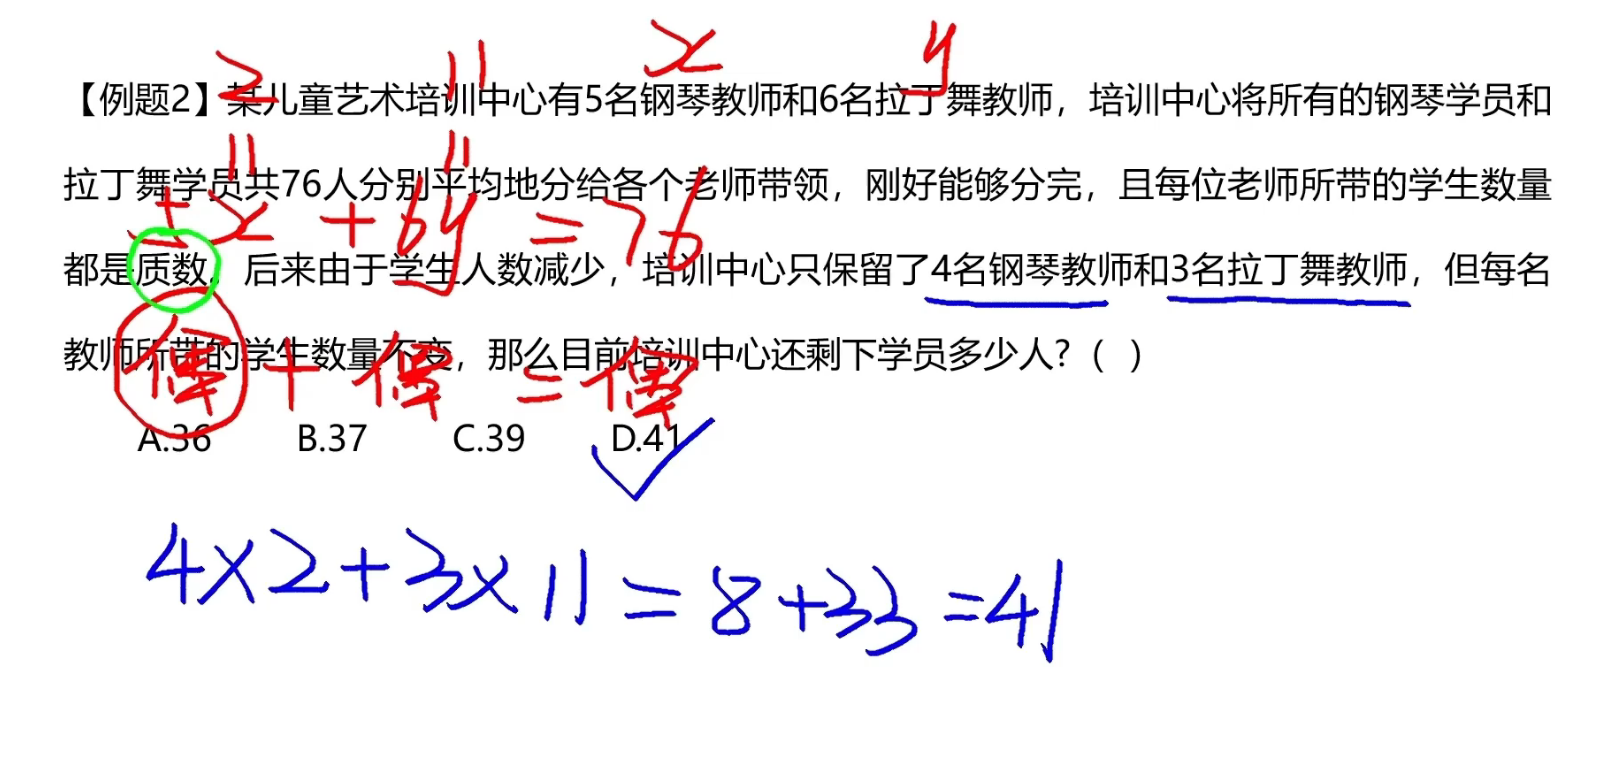 2 11 x y
【例题2】某儿童艺术培训中心有5名钢琴教师和6名拉丁舞教师，培训中心将所有的钢琴学员和
拉丁舞学员共76人分别平均地分给各个老师带领，刚好能够分完，且每位老师所带的学生数量
5x + 6y = 76
都是质数，后来由于学生人数减少，培训中心只保留了4名钢琴教师和3名拉丁舞教师，但每名
教师所带的学生数量不变，那么目前培训中心还剩下学员多少人?（ ）
偶 + 偶 = 偶
A.36 B.37 C.39 D.41
4×2+3×11=8+33=41